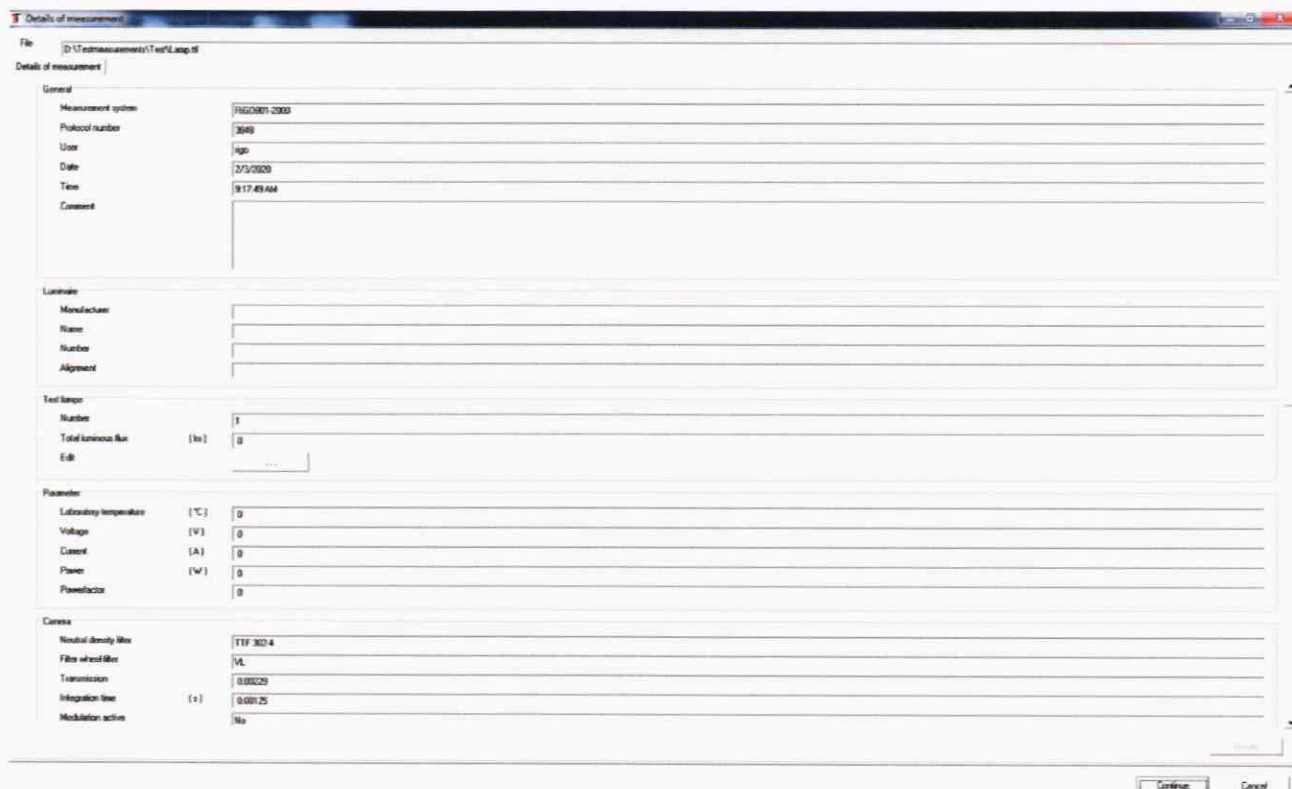 Details of measurement
File D:\Testmeasurements\Test\Lamp.ttl
Details of measurement
General
Measurement system RiGO801-2000
Protocol number 3949
User rigo
Date 2/3/2020
Time 9:17:49 AM
Comment
Luminaire
Manufacturer
Name
Number
Alignment
Test lamps
Number 1
Total luminous flux [lm] 0
Edit ...
Parameter
Laboratory temperature [°C] 0
Voltage [V] 0
Current [A] 0
Power [W] 0
Powerfactor 0
Camera
Neutral density filter TTF 302-4
Filter wheel filter VL
Transmission 0.00229
Integration time [s] 0.00125
Modulation active No
Continue Cancel